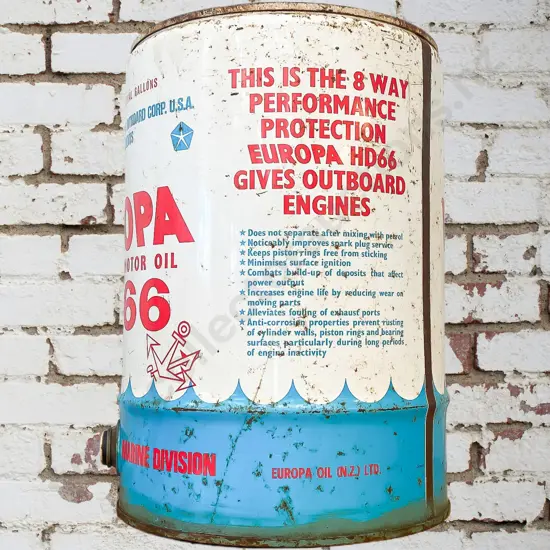 GALLONS
CORP. U.S.A.
OPA
MOTOR OIL
66
MARINE DIVISION
THIS IS THE 8 WAY
PERFORMANCE
PROTECTION
EUROPA HD66
GIVES OUTBOARD
ENGINES
★ Does not separate after mixing with petrol
★ Noticably improves spark plug service
★ Keeps piston rings free from sticking
★ Minimises surface ignition
★ Combats build-up of deposits that affect
power output
★ Increases engine life by reducing wear on
moving parts
★ Alleviates fouling of exhaust ports
★ Anti-corrosion properties prevent rusting
of cylinder walls, piston rings and bearing
surfaces particularly during long periods
of engine inactivity
EUROPA OIL (N.Z.) LTD.